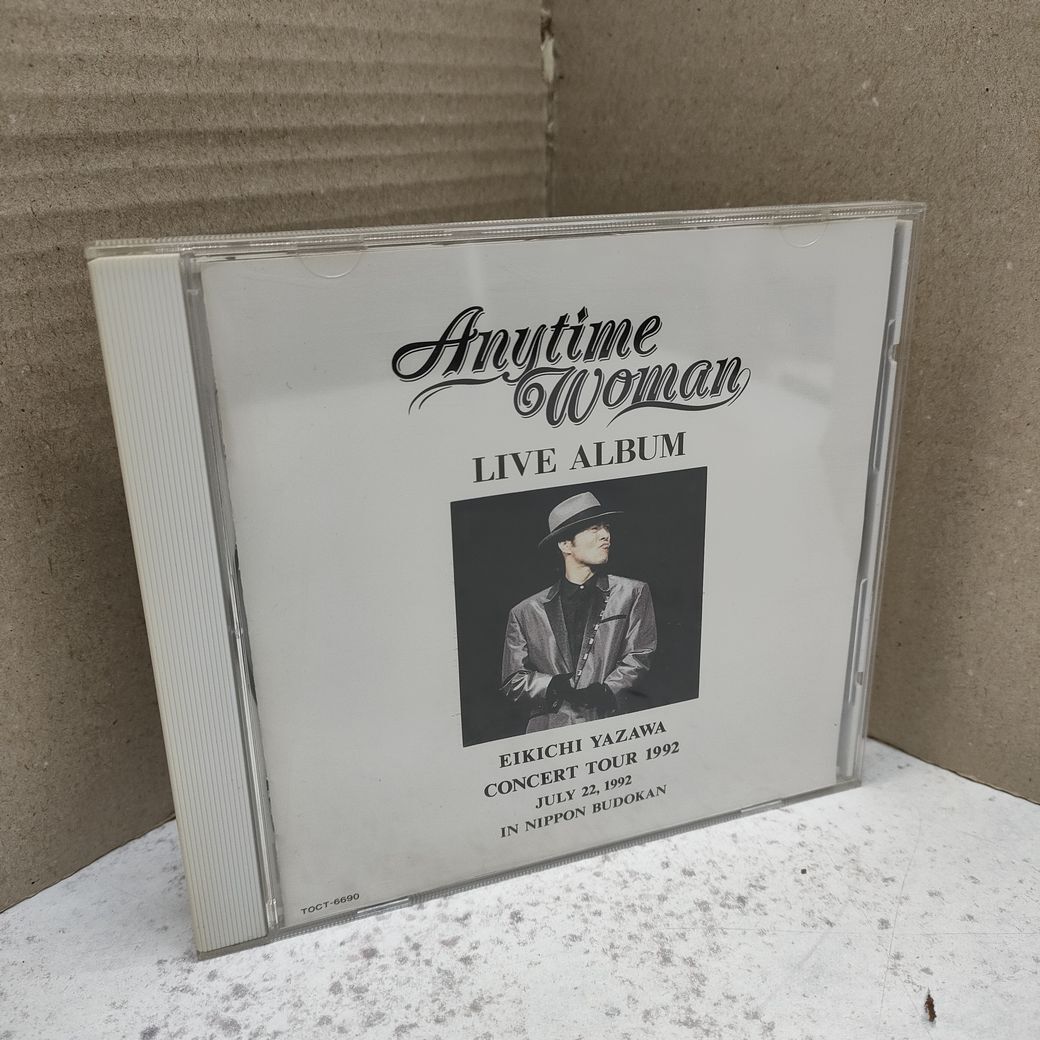 Anytime
Woman
LIVE ALBUM
EIKICHI YAZAWA
CONCERT TOUR 1992
JULY 22, 1992
IN NIPPON BUDOKAN
TOCT-6690